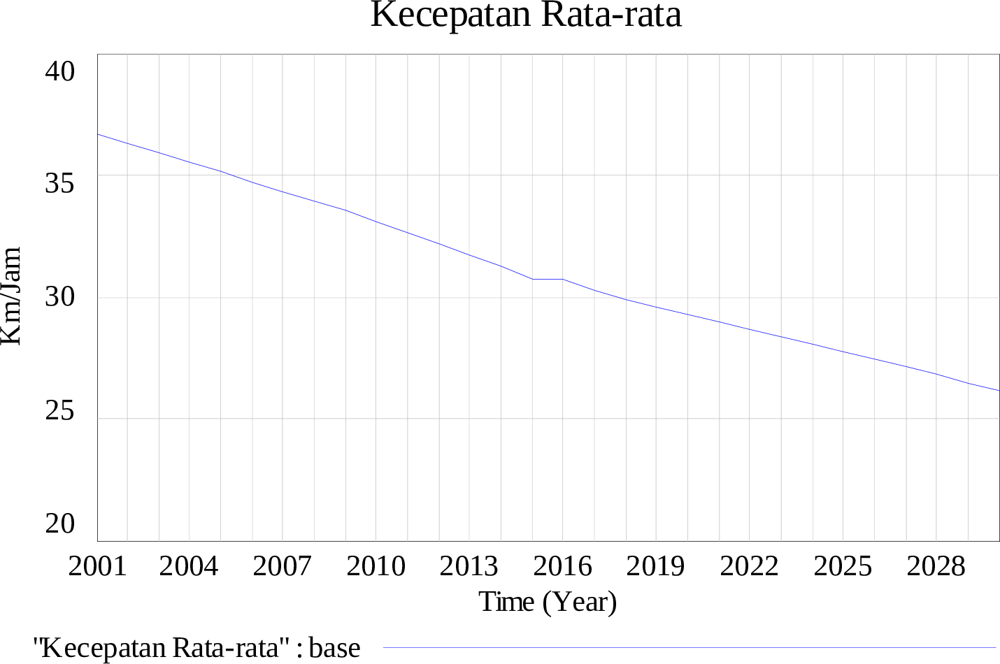 Kecepatan Rata-rata
40
35
30
25
20
Km/Jam
2001 2004 2007 2010 2013 2016 2019 2022 2025 2028
Time (Year)
"Kecepatan Rata-rata" : base